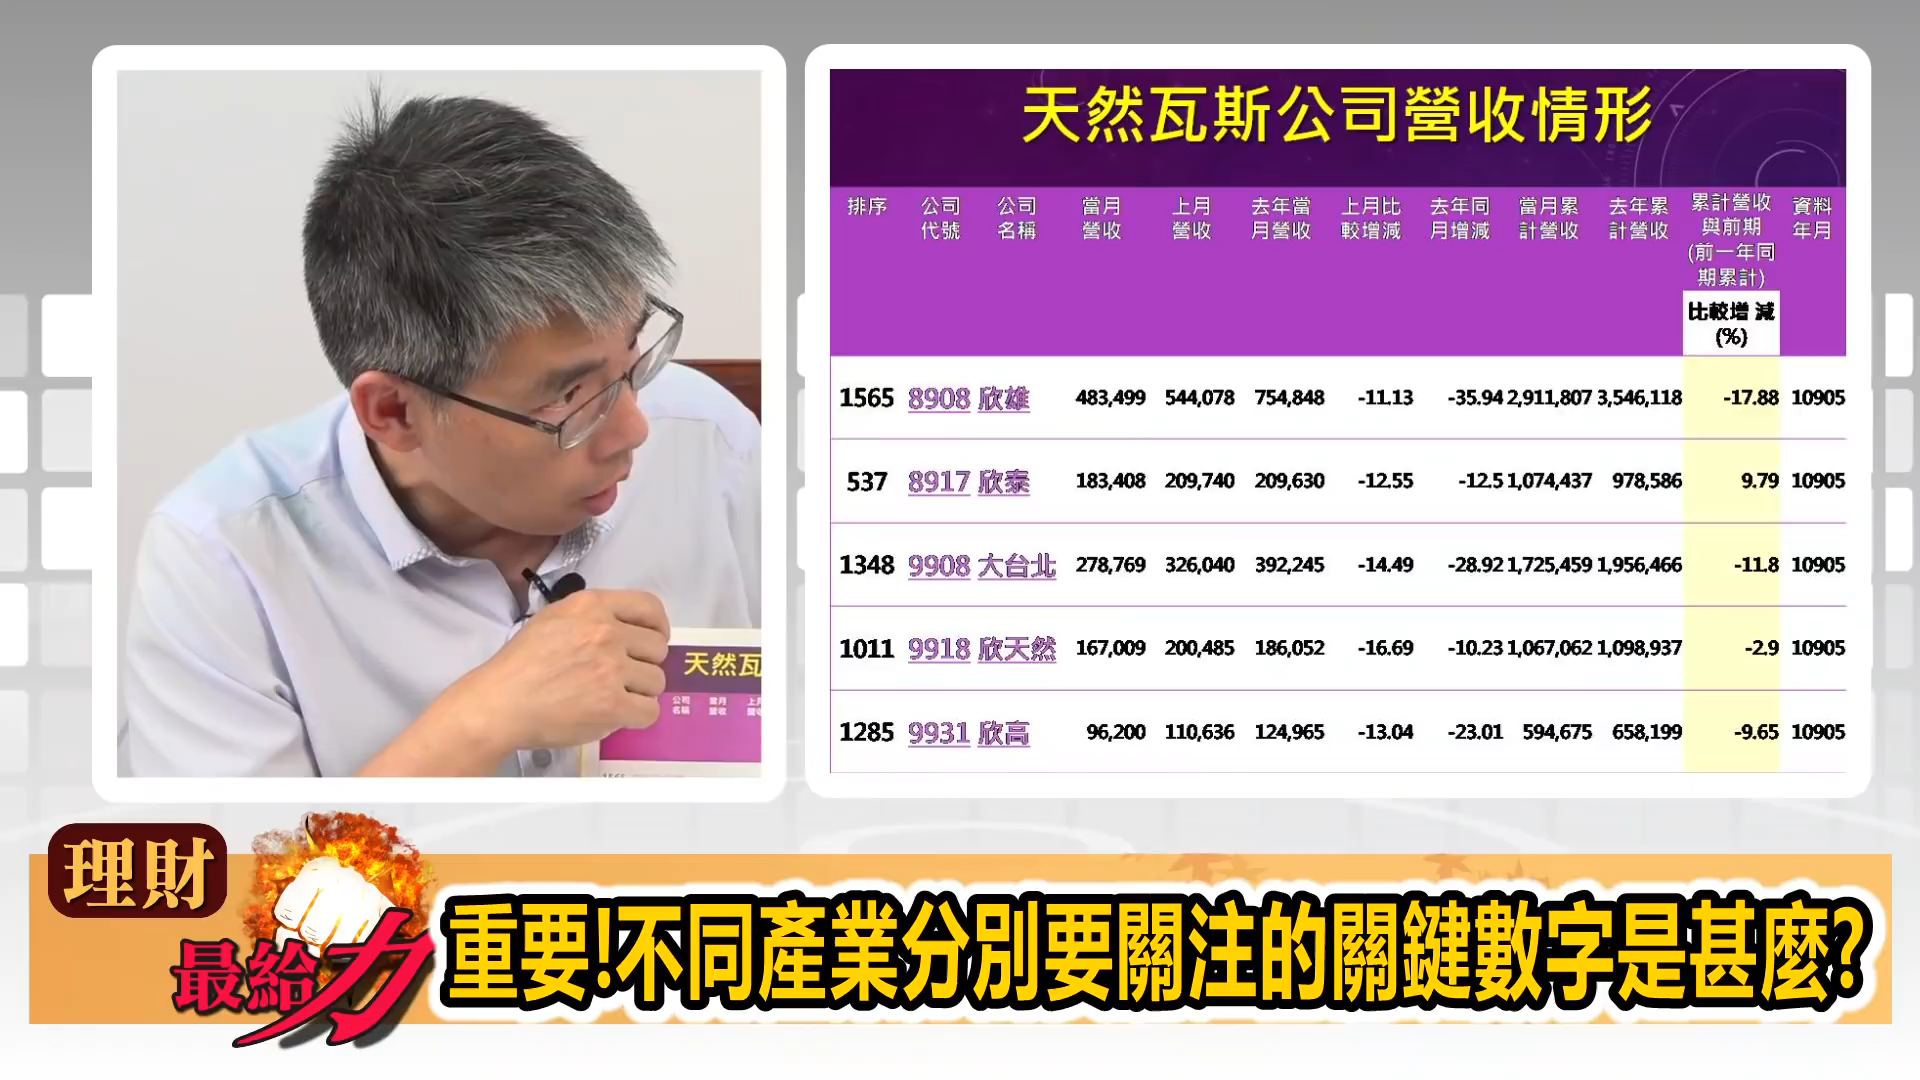 天然瓦斯公司營收情形
排序 公司代號 公司名稱 當月營收 上月營收 去年當月營收 上月比較增減 去年同月增減 當月累計營收 去年累計營收 累計營收與前期(前一年同期累計)比較增 減(%) 資料年月
1565 8908 欣雄 483,499 544,078 754,848 -11.13 -35.94 2,911,807 3,546,118 -17.88 10905
537 8917 欣泰 183,408 209,740 209,630 -12.55 -12.5 1,074,437 978,586 9.79 10905
1348 9908 大台北 278,769 326,040 392,245 -14.49 -28.92 1,725,459 1,956,466 -11.8 10905
1011 9918 欣天然 167,009 200,485 186,052 -16.69 -10.23 1,067,062 1,098,937 -2.9 10905
1285 9931 欣高 96,200 110,636 124,965 -13.04 -23.01 594,675 658,199 -9.65 10905
天然瓦
公司名稱 當月營收
理財
最給力
重要!不同產業分別要關注的關鍵數字是甚麼?